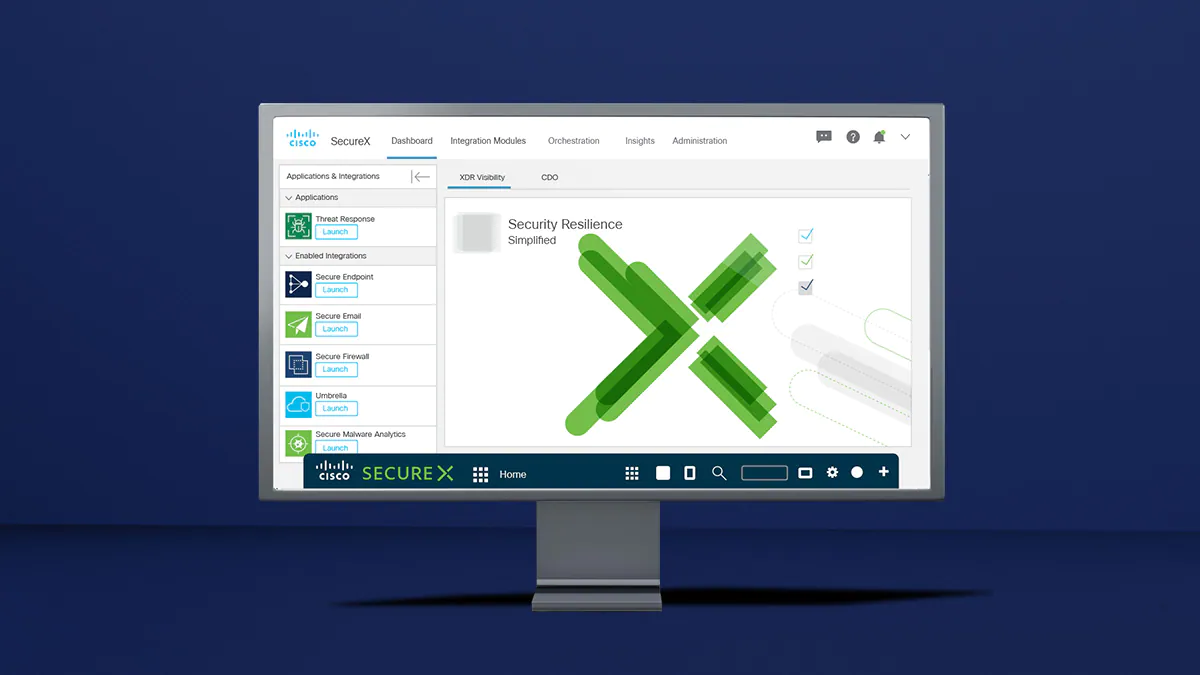 CISCO SecureX Dashboard Integration Modules Orchestration Insights Administration
Applications & Integrations
XDR Visibility CDO
Applications
Threat Response
Launch
Enabled Integrations
Secure Endpoint
Launch
Secure Email
Launch
Secure Firewall
Launch
Umbrella
Launch
Secure Malware Analytics
Launch
Security Resilience
Simplified
CISCO SECUREX Home